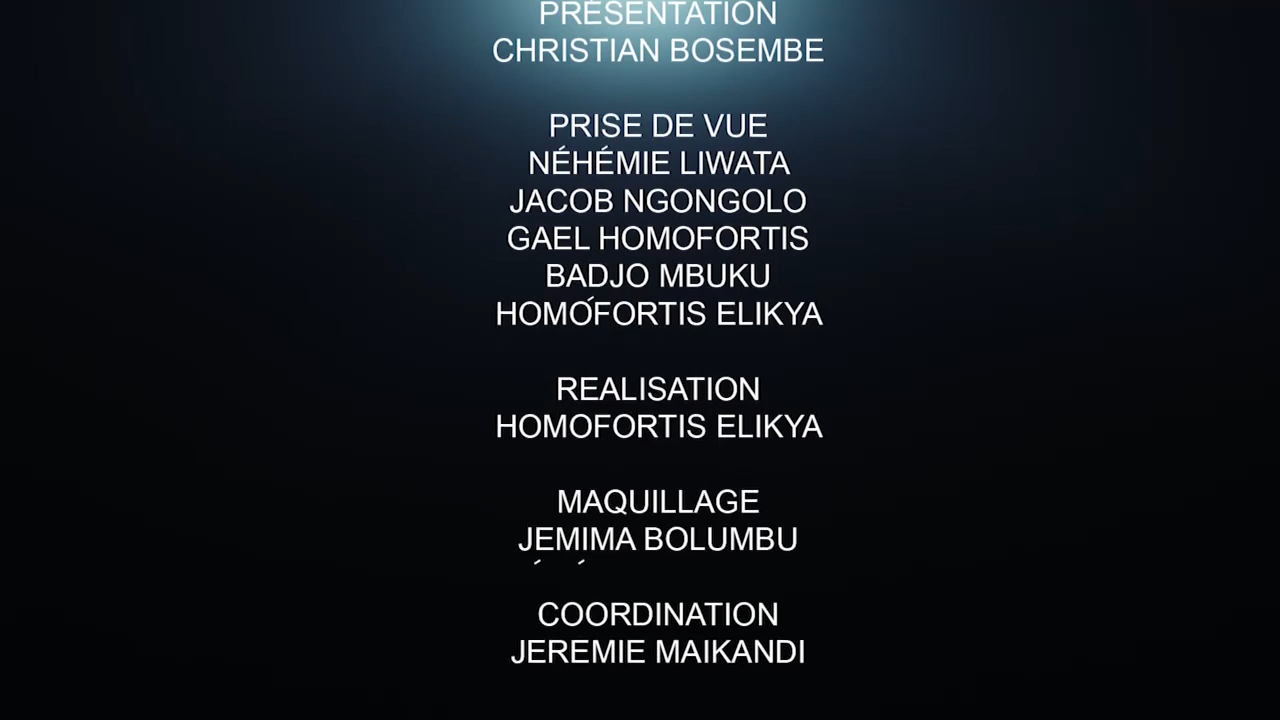 PRÉSENTATION
CHRISTIAN BOSEMBE
PRISE DE VUE
NÉHÉMIE LIWATA
JACOB NGONGOLO
GAEL HOMOFORTIS
BADJO MBUKU
HOMOFORTIS ELIKYA
REALISATION
HOMOFORTIS ELIKYA
MAQUILLAGE
JEMIMA BOLUMBU
COORDINATION
JEREMIE MAIKANDI